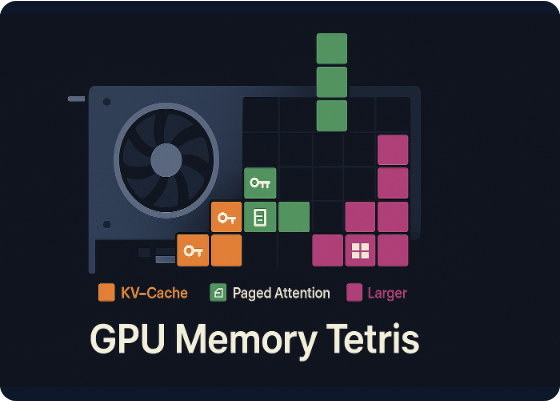 KV-Cache Paged Attention Larger
GPU Memory Tetris